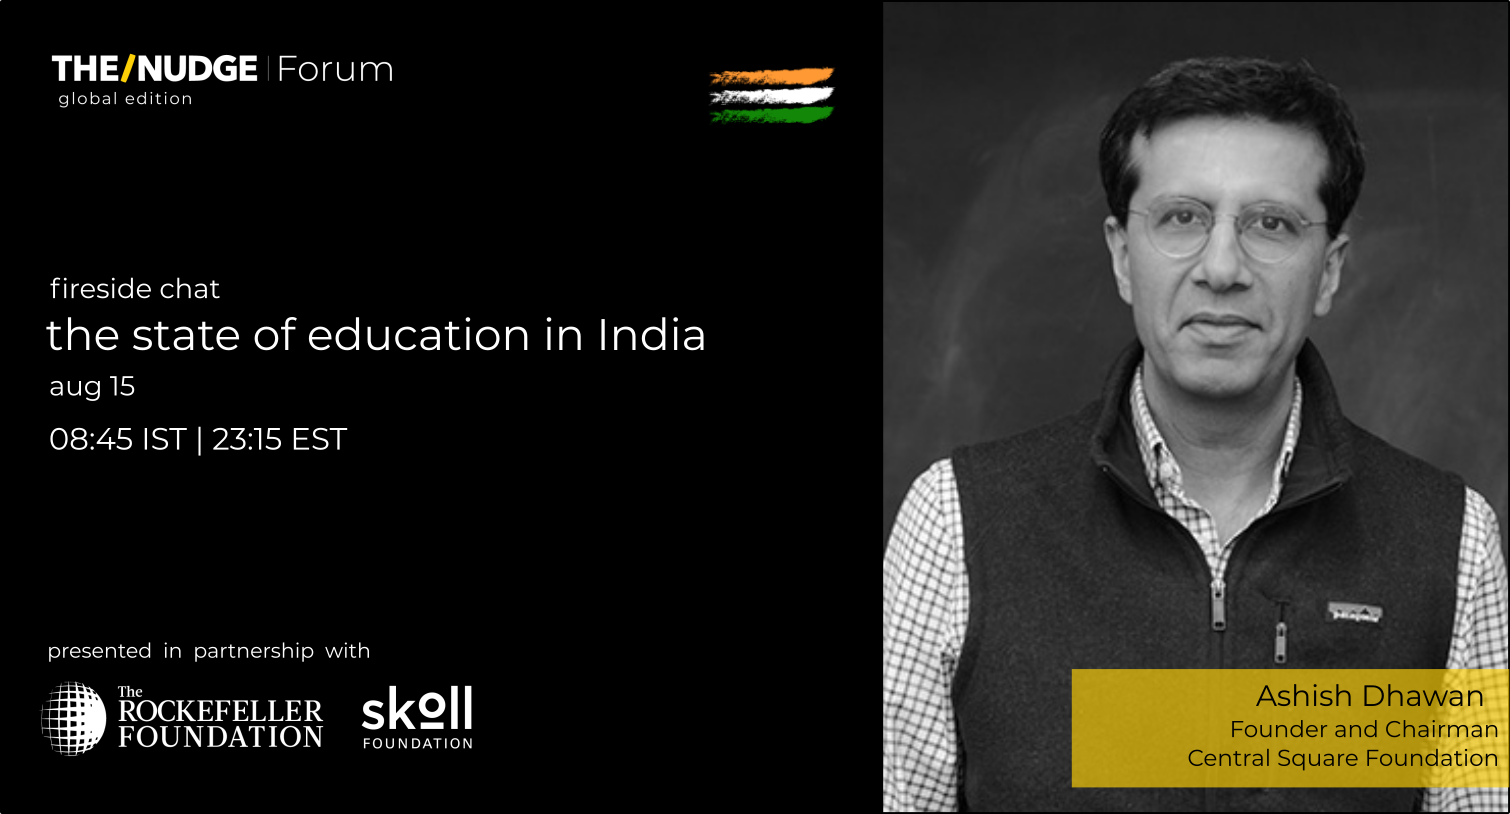 THE/NUDGE | Forum
global edition
fireside chat
the state of education in India
aug 15
08:45 IST | 23:15 EST
presented in partnership with
The
ROCKEFELLER
FOUNDATION
skoll
FOUNDATION
patagonia
Ashish Dhawan
Founder and Chairman
Central Square Foundation